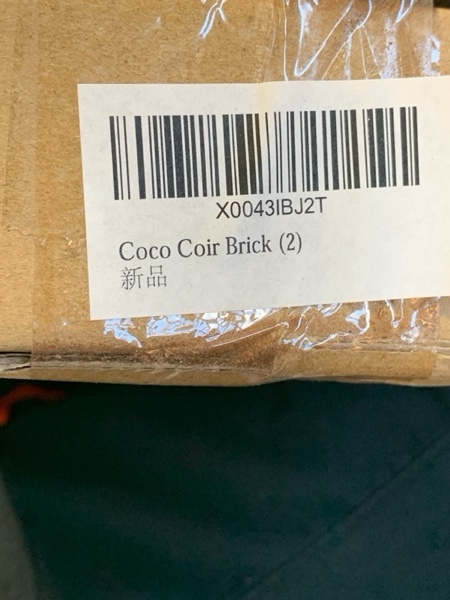 X0043IBJ2T
Coco Coir Brick (2)
新品